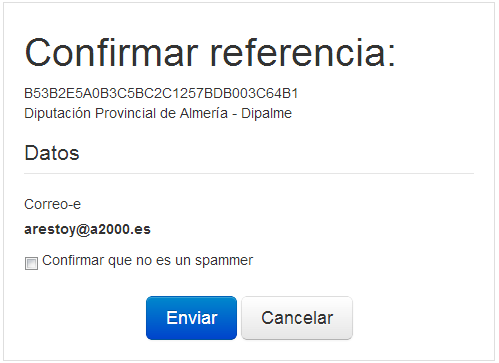 Confirmar referencia:
B53B2E5A0B3C5BC2C1257BDB003C64B1
Diputación Provincial de Almería - Dipalme
Datos
Correo-e
arestoy@a2000.es
Confirmar que no es un spammer
Enviar Cancelar